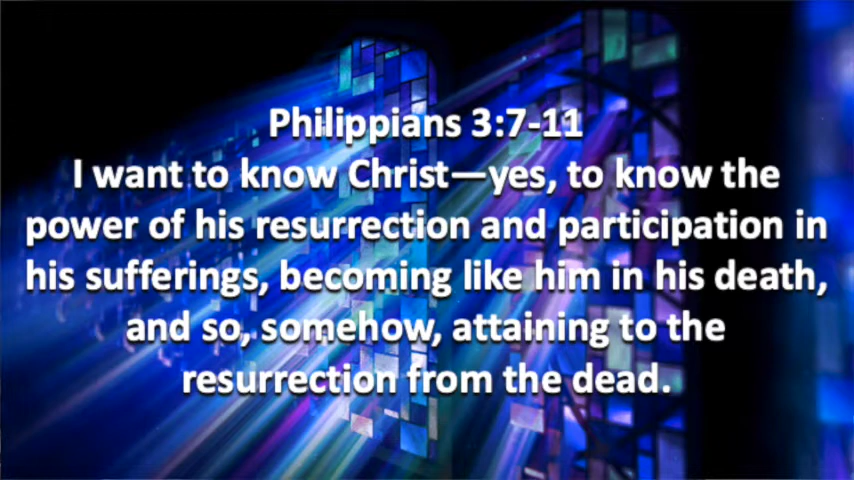 Philippians 3:7-11
I want to know Christ—yes, to know the
power of his resurrection and participation in
his sufferings, becoming like him in his death,
and so, somehow, attaining to the
resurrection from the dead.